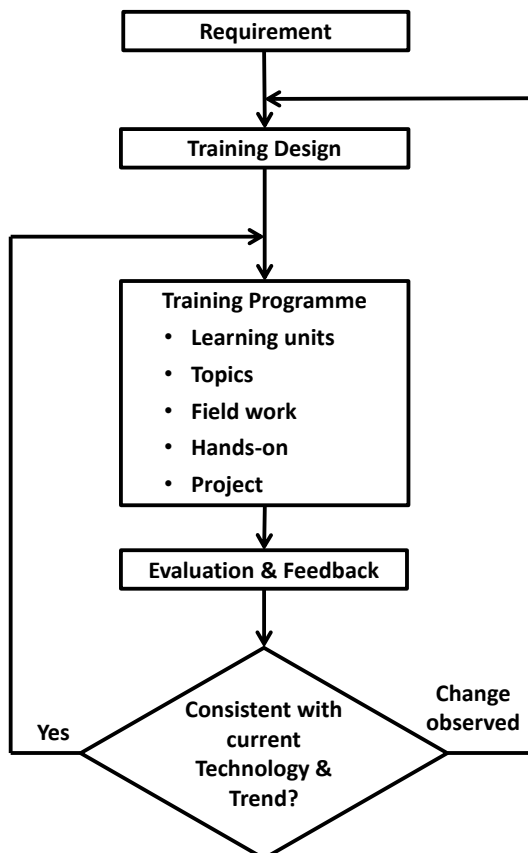 Requirement
Training Design
Training Programme
• Learning units
• Topics
• Field work
• Hands-on
• Project
Evaluation & Feedback
Consistent with
current
Technology &
Trend?
Yes
Change
observed